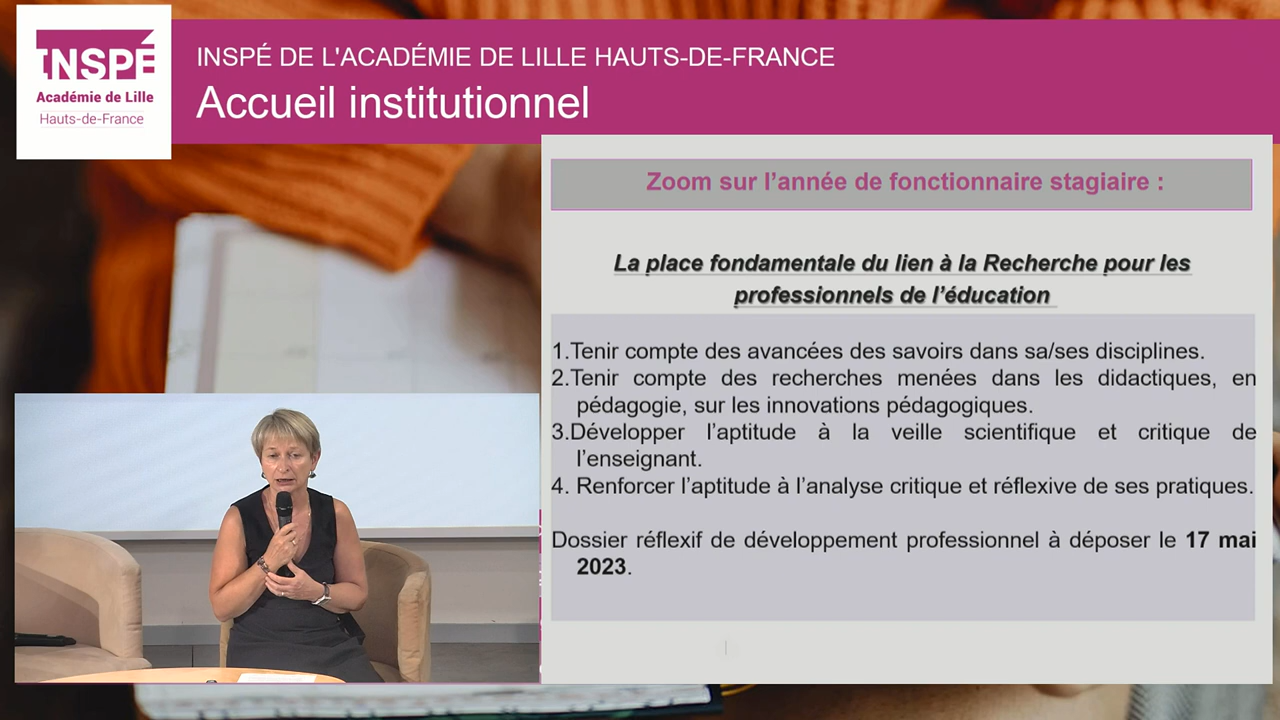 INSPÉ
Académie de Lille
Hauts-de-France
INSPÉ DE L'ACADÉMIE DE LILLE HAUTS-DE-FRANCE
Accueil institutionnel
Zoom sur l'année de fonctionnaire stagiaire :
La place fondamentale du lien à la Recherche pour les
professionnels de l'éducation
1.Tenir compte des avancées des savoirs dans sa/ses disciplines.
2.Tenir compte des recherches menées dans les didactiques, en
pédagogie, sur les innovations pédagogiques.
3.Développer l'aptitude à la veille scientifique et critique de
l'enseignant.
4. Renforcer l'aptitude à l'analyse critique et réflexive de ses pratiques.
Dossier réflexif de développement professionnel à déposer le 17 mai
2023.